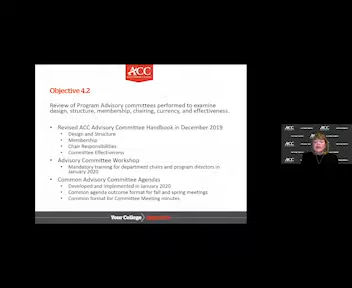 ACC
Objective 4.2
Review of Program Advisory committees performed to examine
design, structure, membership, chairing, currency, and effectiveness.
• Revised ACC Advisory Committee Handbook in December 2019
• Design and Structure
• Membership
• Chair Responsibilities
• Committee Effectiveness
• Advisory Committee Workshop
• Mandatory training for department chairs and program directors in
January 2020
• Common Advisory Committee Agendas
• Developed and implemented in January 2020
• Common agenda outcome format for fall and spring meetings
• Common format for Committee Meeting minutes
Your College
ACC
ACC
ACC